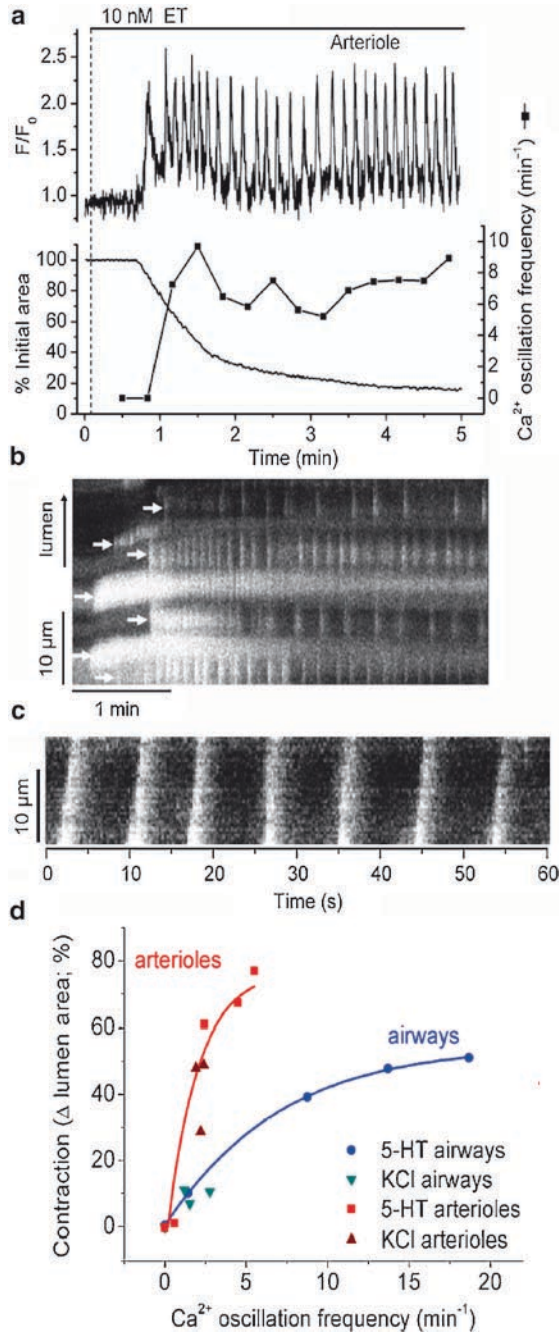 a
10 nM ET
Arteriole
F/F₀
2.5
2.0
1.5
1.0
Ca²⁺ oscillation frequency (min⁻¹)
% Initial area
100
80
60
40
20
0
10
8
6
4
2
0
0 1 2 3 4 5
Time (min)
b
lumen
10 µm
1 min
c
10 µm
0 10 20 30 40 50 60
Time (s)
d
Contraction (Δ lumen area; %)
80
60
40
20
0
arterioles
airways
5-HT airways
KCl airways
5-HT arterioles
KCl arterioles
0 5 10 15 20
Ca²⁺ oscillation frequency (min⁻¹)